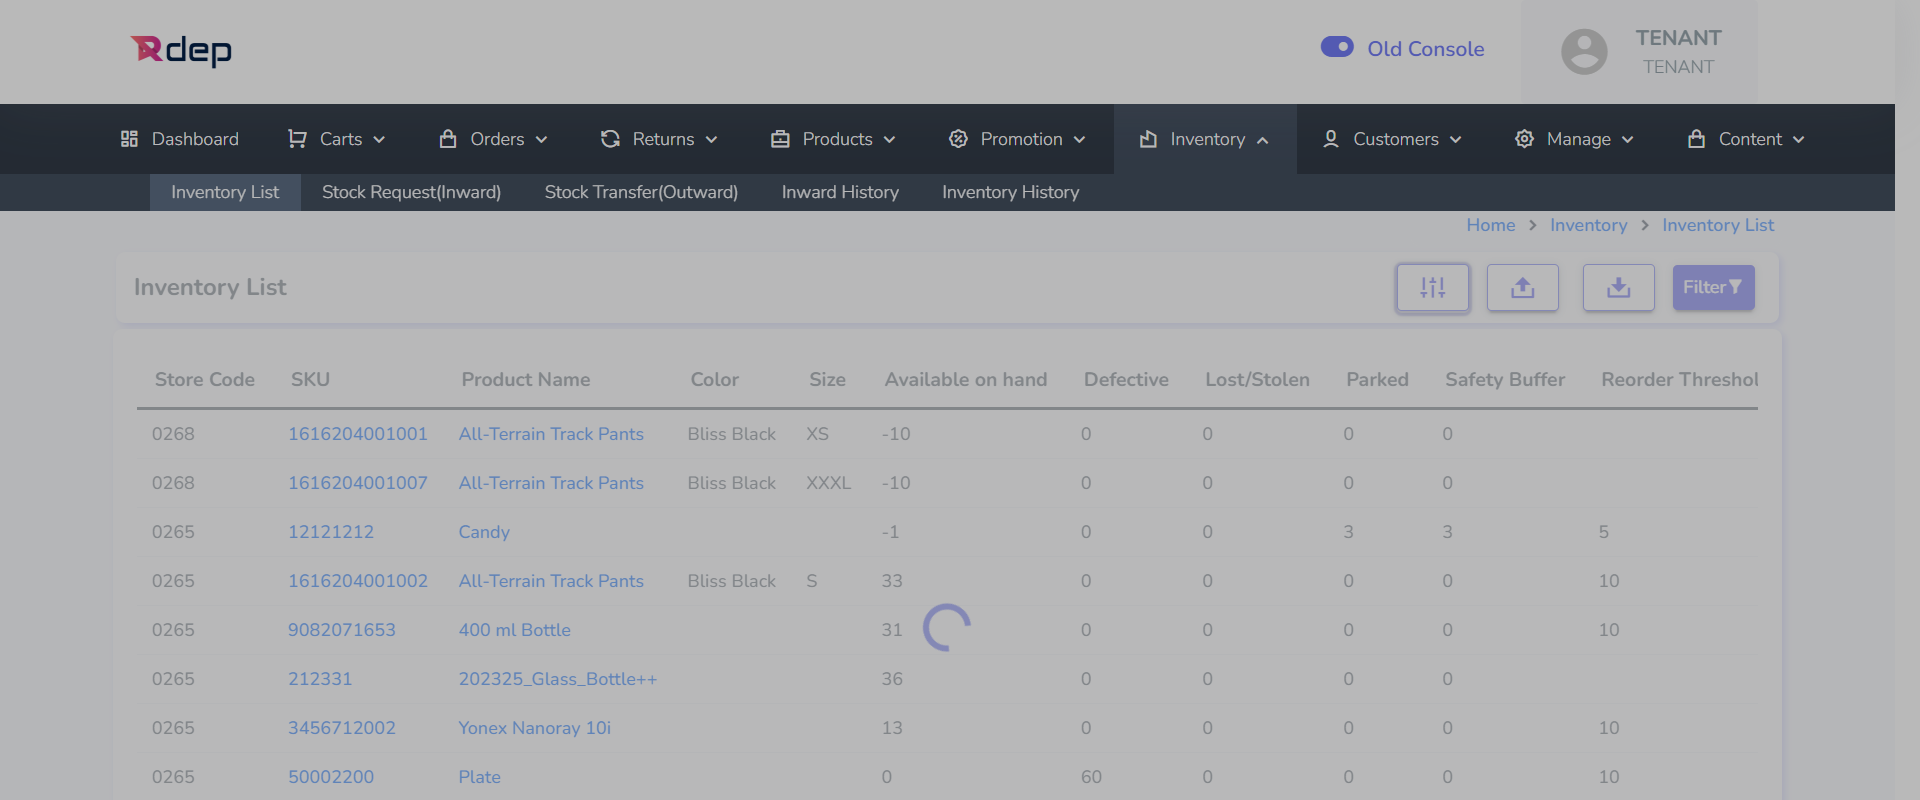 Rdep
Old Console
TENANT
TENANT
Dashboard Carts Orders Returns Products Promotion Inventory Customers Manage Content
Inventory List Stock Request(Inward) Stock Transfer(Outward) Inward History Inventory History
Home > Inventory > Inventory List
Inventory List
Filter
Store Code SKU Product Name Color Size Available on hand Defective Lost/Stolen Parked Safety Buffer Reorder Threshol
0268 1616204001001 All-Terrain Track Pants Bliss Black XS -10 0 0 0 0
0268 1616204001007 All-Terrain Track Pants Bliss Black XXXL -10 0 0 0 0
0265 12121212 Candy -1 0 0 3 3 5
0265 1616204001002 All-Terrain Track Pants Bliss Black S 33 0 0 0 0 10
0265 9082071653 400 ml Bottle 31 0 0 0 0 10
0265 212331 202325_Glass_Bottle++ 36 0 0 0 0
0265 3456712002 Yonex Nanoray 10i 13 0 0 0 0 10
0265 50002200 Plate 0 60 0 0 0 10